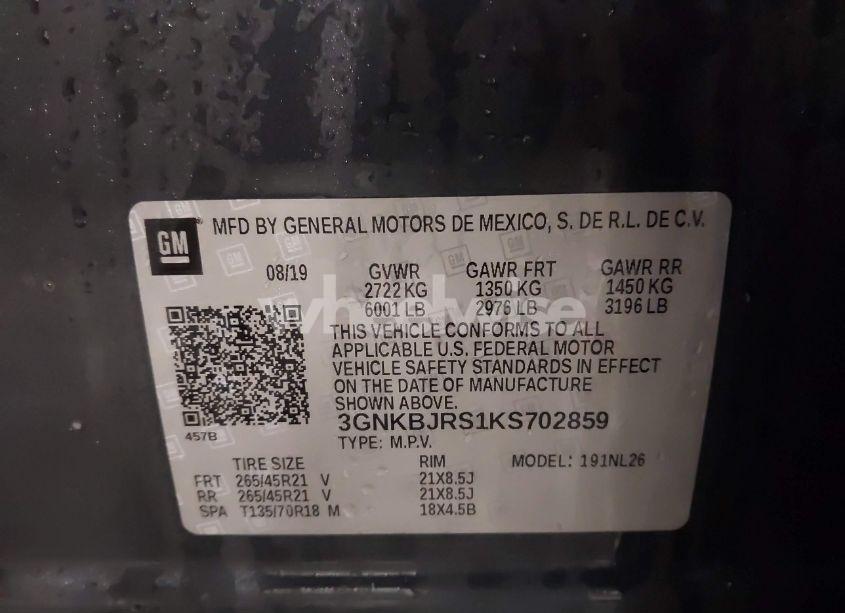 GM MFD BY GENERAL MOTORS DE MEXICO, S. DE R.L. DE C.V.
08/19 GVWR GAWR FRT GAWR RR
2722 KG 1350 KG 1450 KG
6001 LB 2976 LB 3196 LB
THIS VEHICLE CONFORMS TO ALL
APPLICABLE U.S. FEDERAL MOTOR
VEHICLE SAFETY STANDARDS IN EFFECT
ON THE DATE OF MANUFACTURE
SHOWN ABOVE.
3GNKBJRS1KS702859
457B
TYPE: M.P.V.
TIRE SIZE RIM MODEL: 191NL26
FRT 265/45R21 V 21X8.5J
RR 265/45R21 V 21X8.5J
SPA T135/70R18 M 18X4.5B